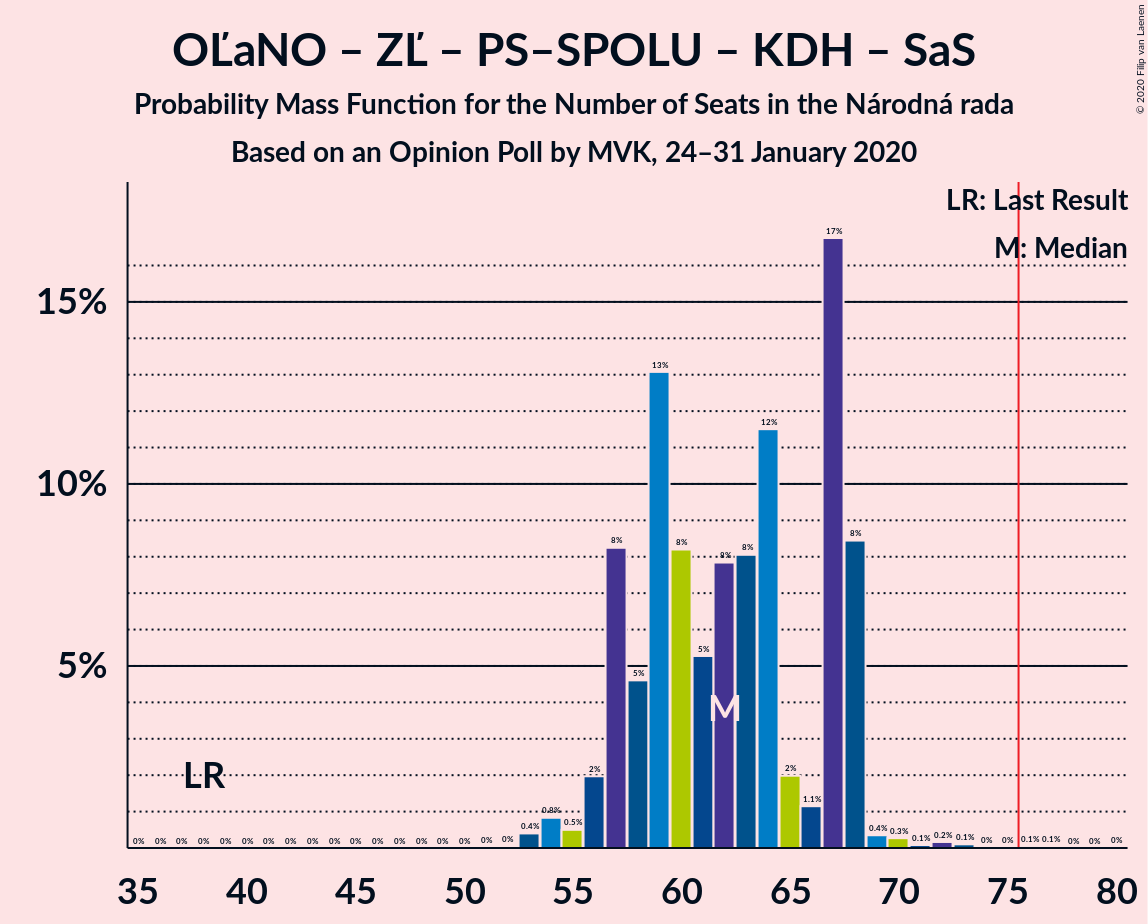 OĽaNO – ZĽ – PS–SPOLU – KDH – SaS
Probability Mass Function for the Number of Seats in the Národná rada
Based on an Opinion Poll by MVK, 24–31 January 2020
© 2020 Filip van Laenen
LR: Last Result
M: Median
15%
10%
5%
LR
M
0% 0% 0% 0% 0% 0% 0% 0% 0% 0% 0% 0% 0% 0% 0% 0% 0% 0% 0.4% 0.8% 0.5% 2% 8% 5% 13% 8% 5% 8% 8% 12% 2% 1.1% 17% 8% 0.4% 0.3% 0.1% 0.2% 0.1% 0% 0% 0.1% 0.1% 0% 0% 0%
35 40 45 50 55 60 65 70 75 80